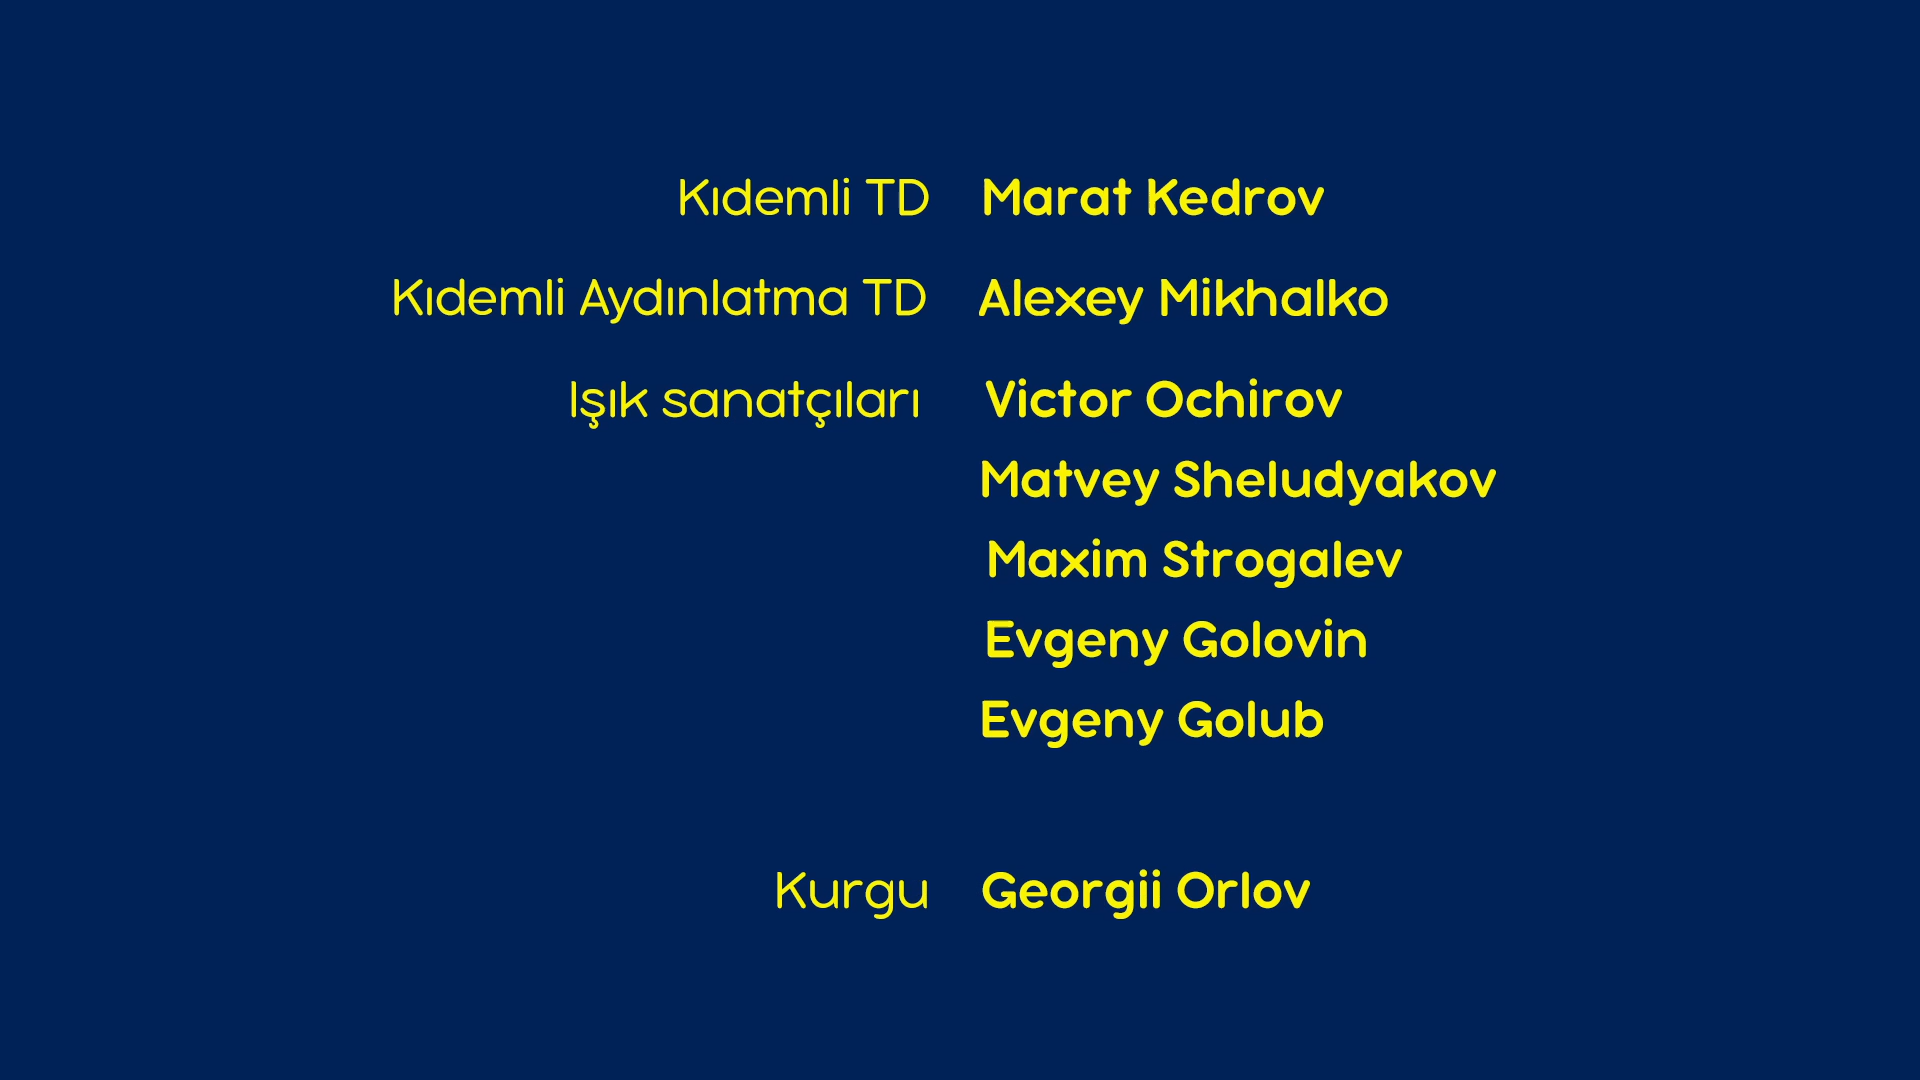 Kıdemli TD Marat Kedrov
Kıdemli Aydınlatma TD Alexey Mikhalko
Işık sanatçıları Victor Ochirov
Matvey Sheludyakov
Maxim Strogalev
Evgeny Golovin
Evgeny Golub
Kurgu Georgii Orlov